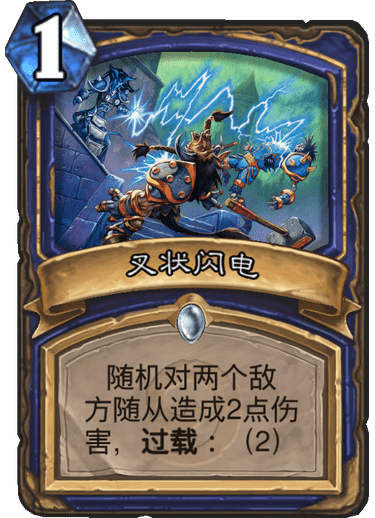 1
叉状闪电
随机对两个敌
方随从造成2点伤
害，过载：（2）